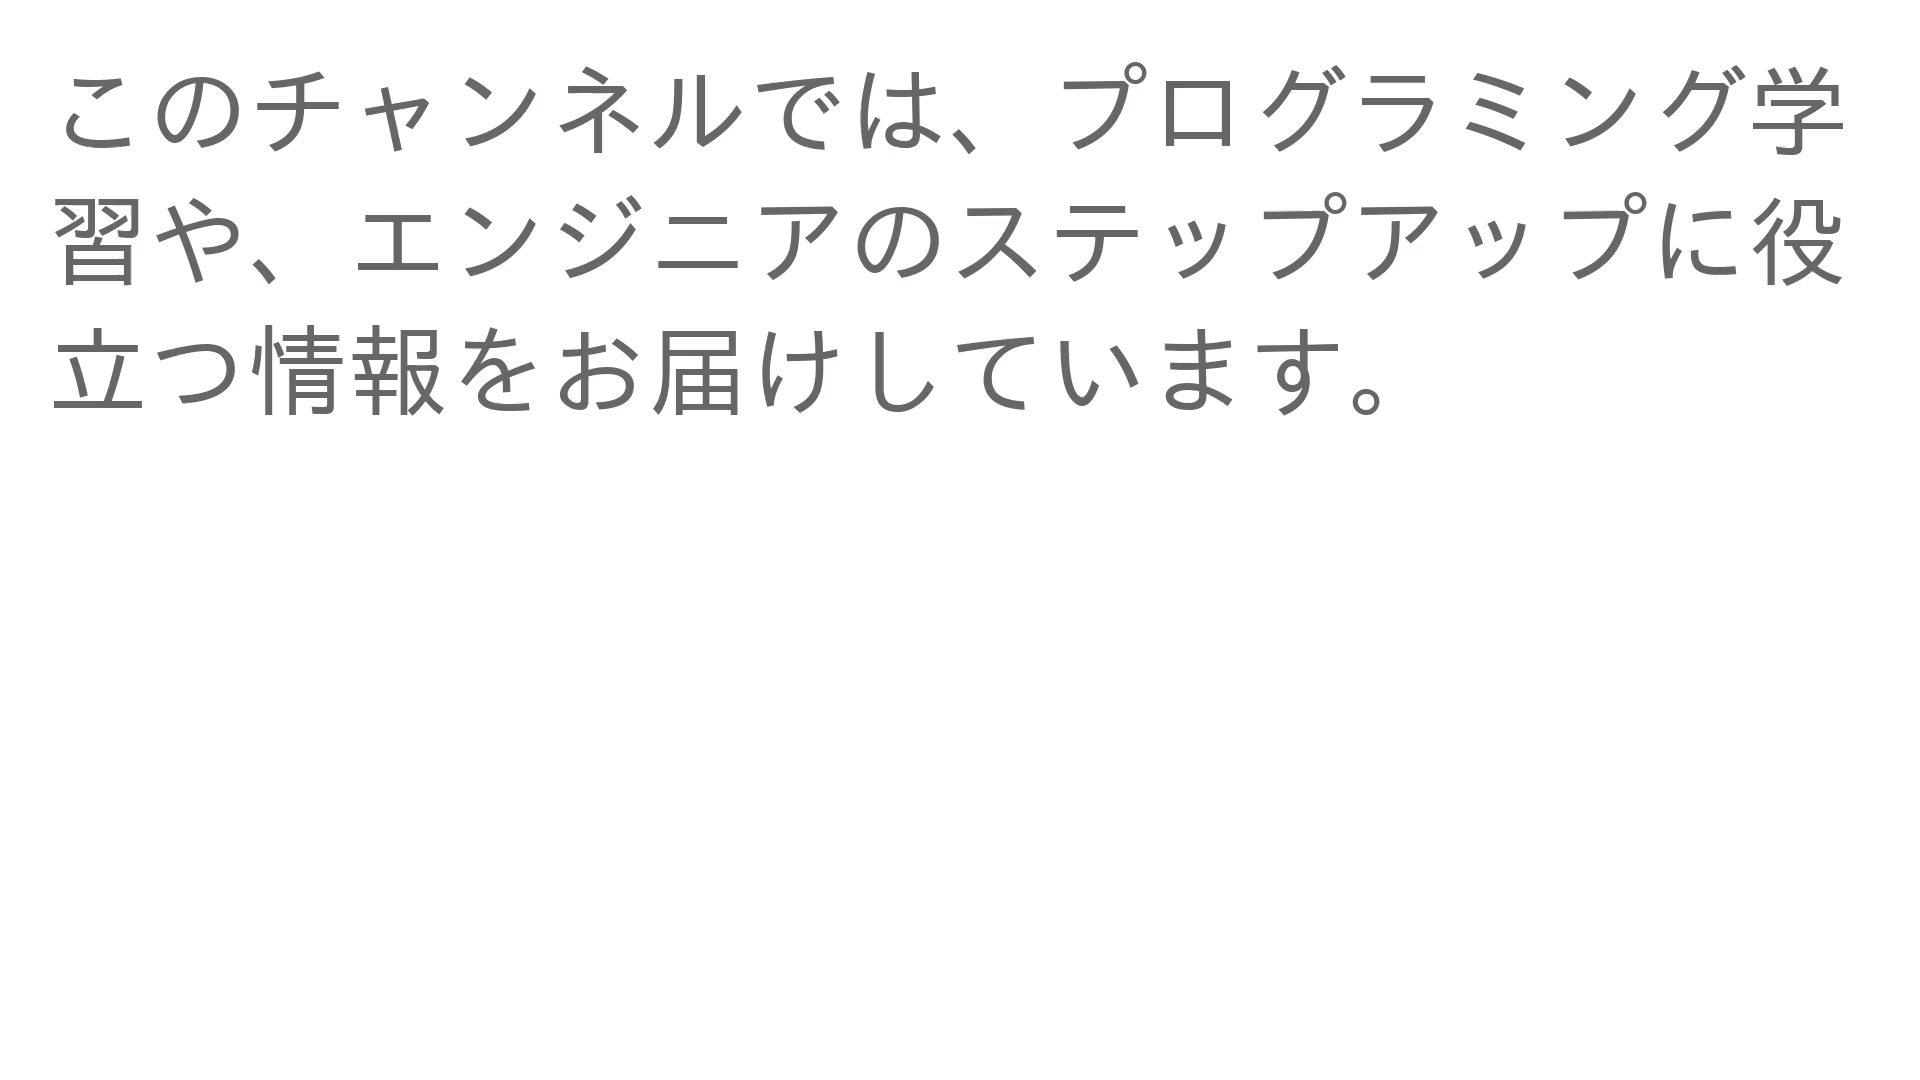 このチャンネルでは、プログラミング学
習や、エンジニアのステップアップに役
立つ情報をお届けしています。